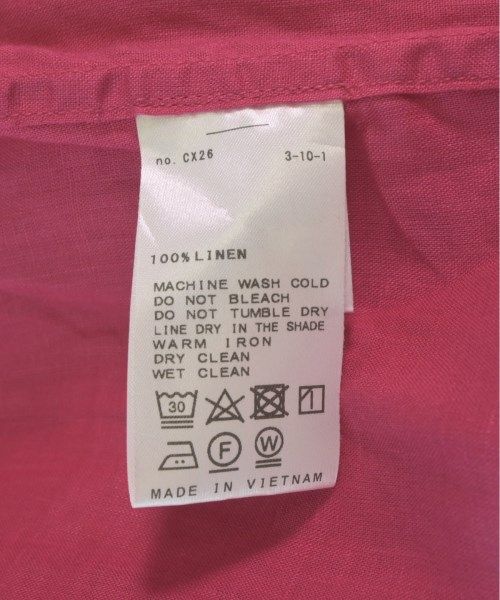 no. CX26 3-10-1
100% LINEN
MACHINE WASH COLD
DO NOT BLEACH
DO NOT TUMBLE DRY
LINE DRY IN THE SHADE
WARM IRON
DRY CLEAN
WET CLEAN
30
F W
MADE IN VIETNAM